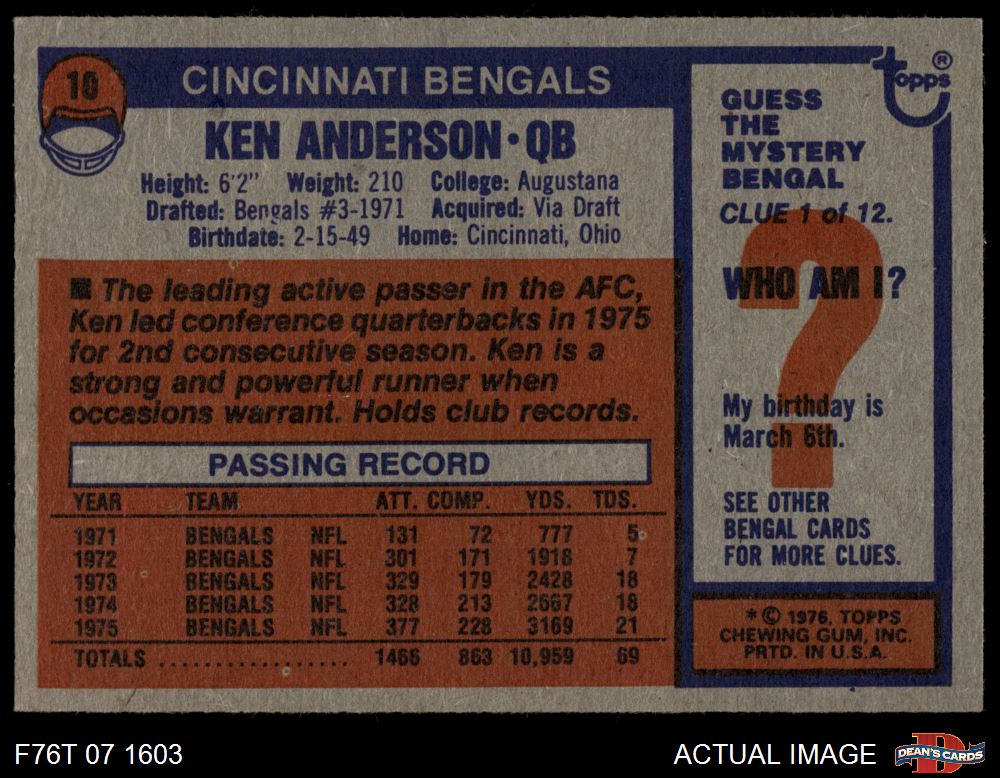 10
CINCINNATI BENGALS
KEN ANDERSON • QB
Height: 6'2" Weight: 210 College: Augustana
Drafted: Bengals #3-1971 Acquired: Via Draft
Birthdate: 2-15-49 Home: Cincinnati, Ohio
■ The leading active passer in the AFC,
Ken led conference quarterbacks in 1975
for 2nd consecutive season. Ken is a
strong and powerful runner when
occasions warrant. Holds club records.
PASSING RECORD
YEAR TEAM ATT. COMP. YDS. TDS.
1971 BENGALS NFL 131 72 777 5
1972 BENGALS NFL 301 171 1918 7
1973 BENGALS NFL 329 179 2428 18
1974 BENGALS NFL 328 213 2667 18
1975 BENGALS NFL 377 228 3169 21
TOTALS .................. 1466 863 10,959 69
topps ®
GUESS
THE
MYSTERY
BENGAL
CLUE 1 of 12.
?
WHO AM I?
My birthday is
March 6th.
SEE OTHER
BENGAL CARDS
FOR MORE CLUES.
* © 1976, TOPPS
CHEWING GUM, INC.
PRTD. IN U.S.A.
F76T 07 1603
ACTUAL IMAGE
DEAN'S CARDS